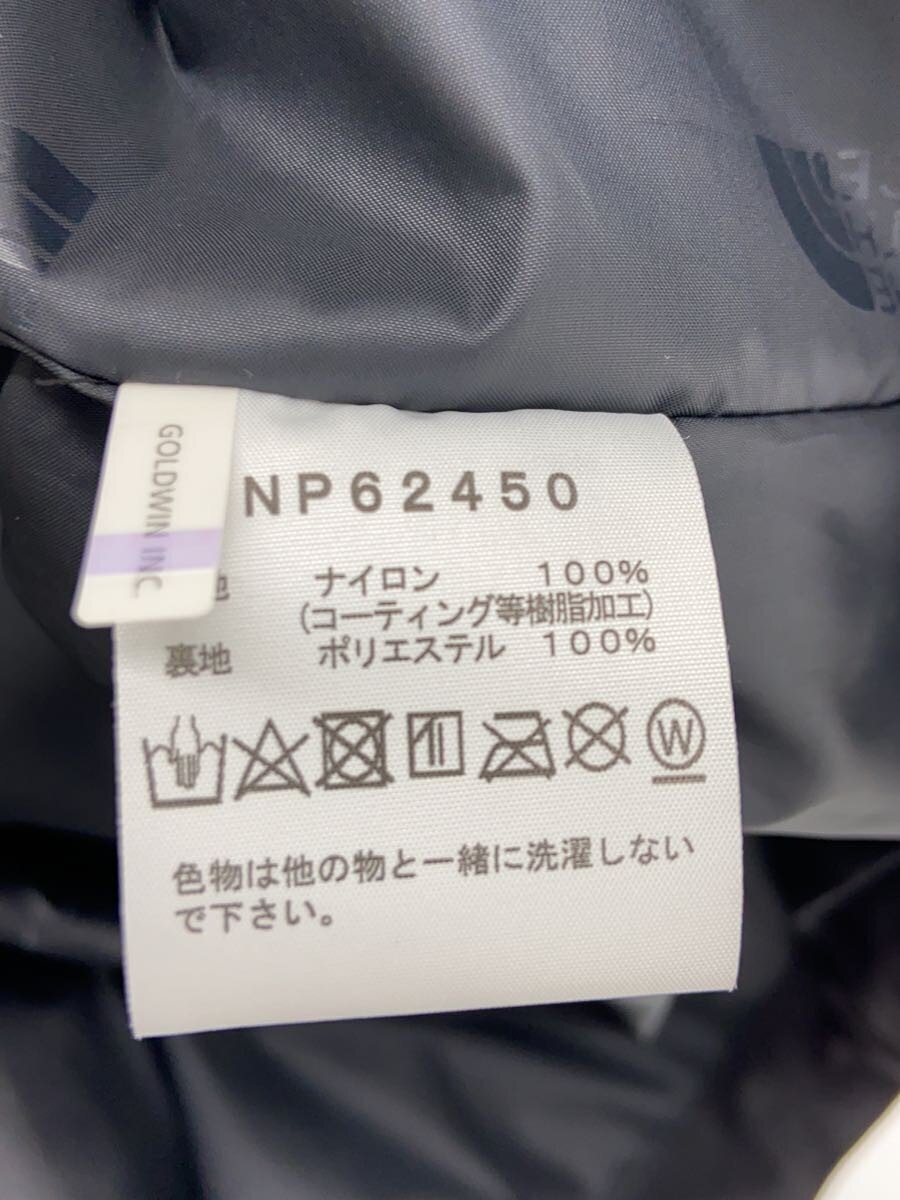 GOLDWIN INC.
NP62450
地 ナイロン 100%
(コーティング等樹脂加工)
裏地 ポリエステル 100%
W
色物は他の物と一緒に洗濯しない
で下さい。